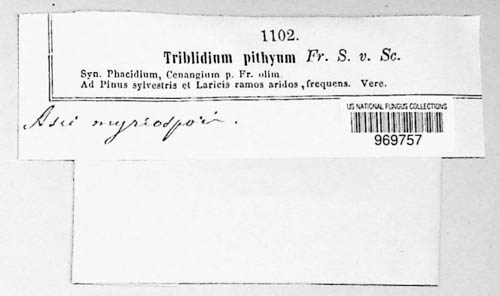 1102.
Triblidium pithyum Fr. S. v. Sc.
Syn. Phacidium, Cenangium p. Fr. olim.
Ad Pinus sylvestris et Laricis ramos aridos, frequens. Vere.
Asci myriospori.
US NATIONAL FUNGUS COLLECTIONS
969757